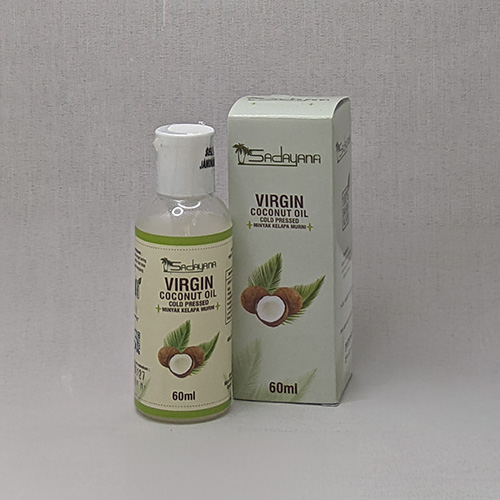 SADAYANA
VIRGIN
COCONUT OIL
COLD PRESSED
MINYAK KELAPA MURNI
60ml
SADAYANA
VIRGIN
COCONUT OIL
COLD PRESSED
MINYAK KELAPA MURNI
60ml